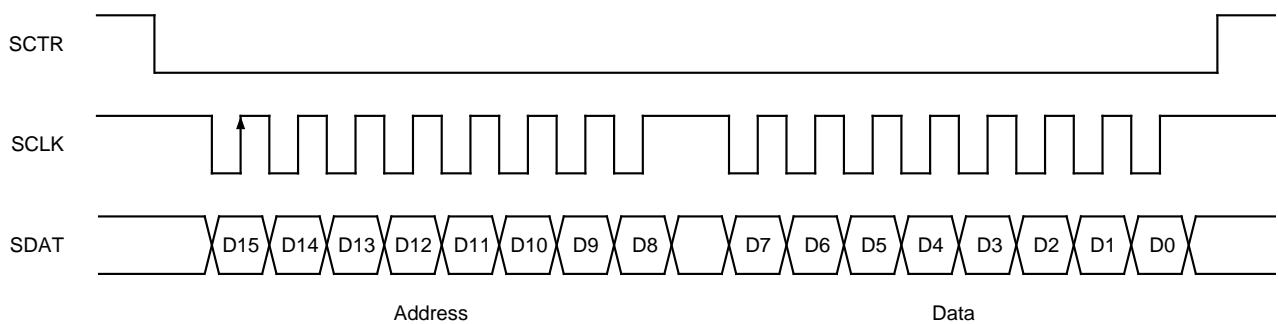 SCTR
SCLK
SDAT D15 D14 D13 D12 D11 D10 D9 D8 D7 D6 D5 D4 D3 D2 D1 D0
Address Data